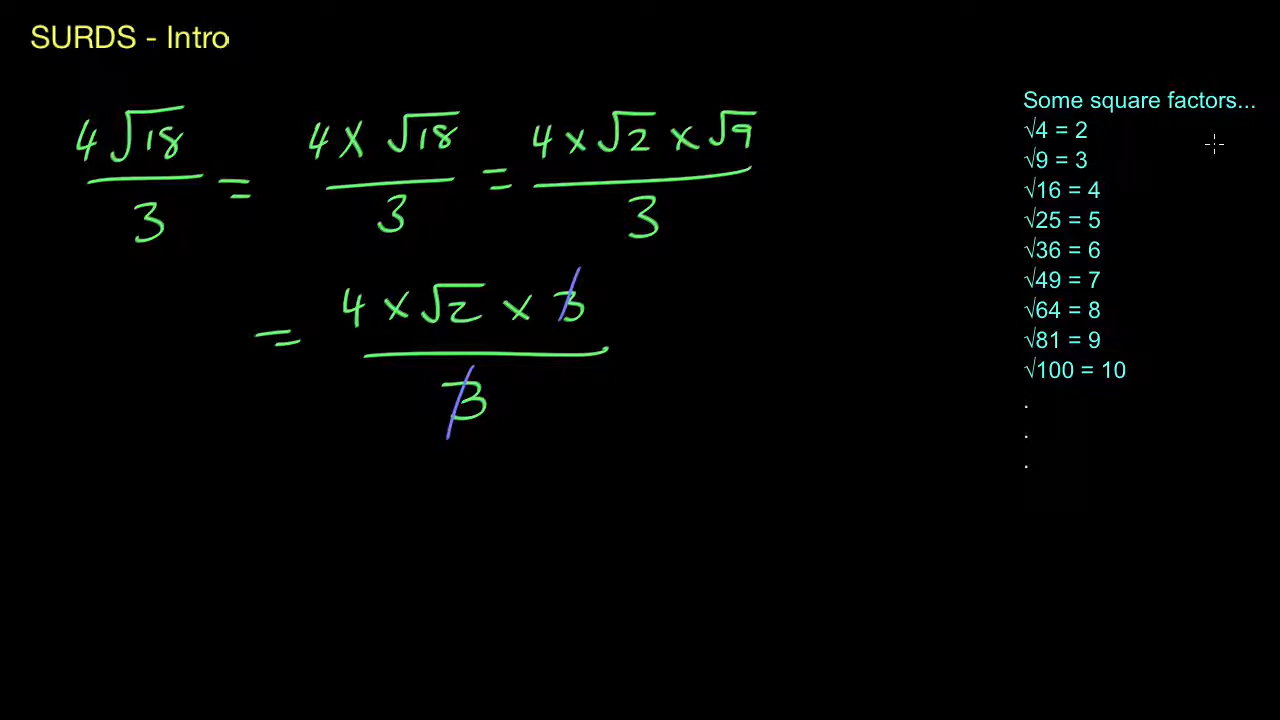 SURDS - Intro
4√18 / 3 = 4 × √18 / 3 = 4 × √2 × √9 / 3
= 4 × √2 × 3 / 3
Some square factors...
√4 = 2
√9 = 3
√16 = 4
√25 = 5
√36 = 6
√49 = 7
√64 = 8
√81 = 9
√100 = 10
.
.
.